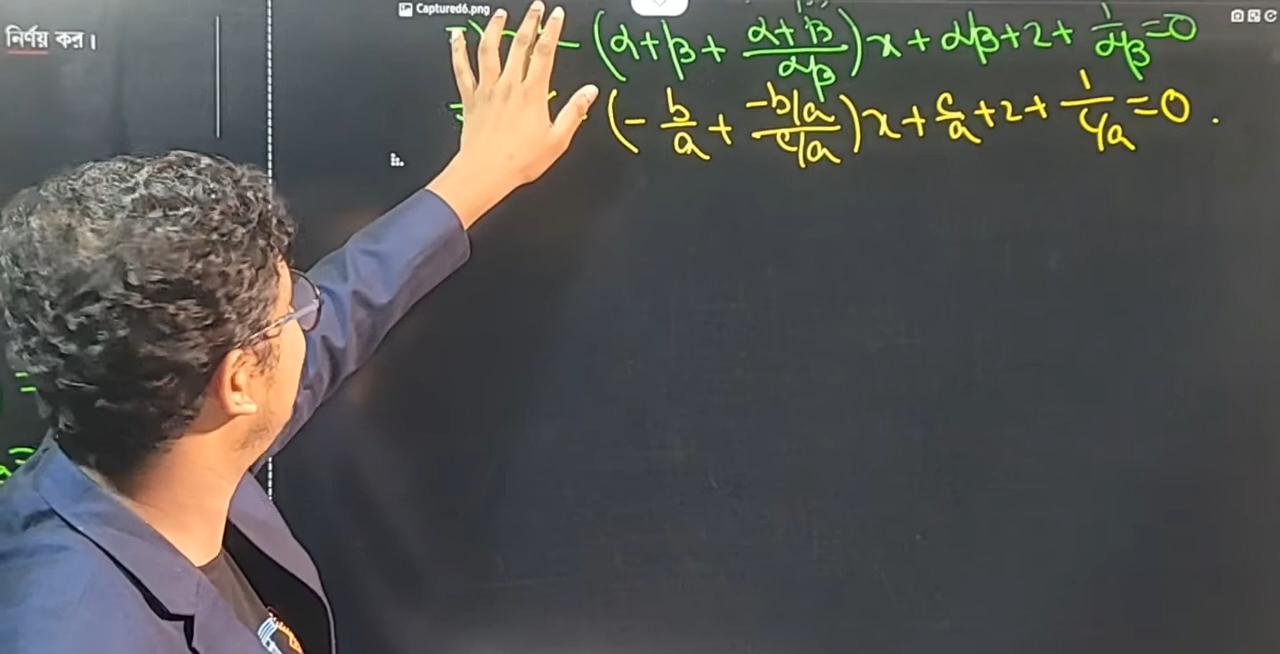 Captured6.png
নির্ণয় কর।
(α+β+ (α+β)/(αβ))x+αβ+2+ 1/(αβ) =0
(- b/a + (-b/a)/(c/a))x+ c/a +2+ 1/(c/a) =0.